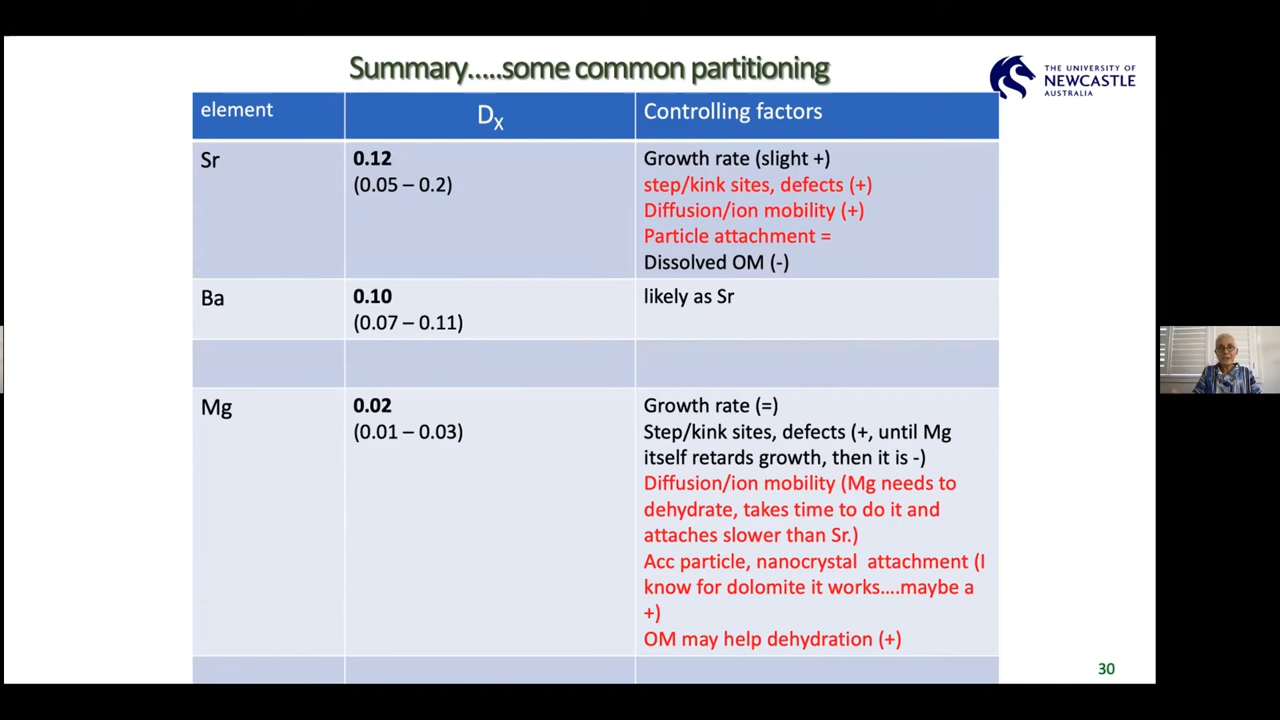 Summary.....some common partitioning
THE UNIVERSITY OF
NEWCASTLE
AUSTRALIA
element
Dx
Controlling factors
Sr
0.12
(0.05 – 0.2)
Growth rate (slight +)
step/kink sites, defects (+)
Diffusion/ion mobility (+)
Particle attachment =
Dissolved OM (-)
Ba
0.10
(0.07 – 0.11)
likely as Sr
Mg
0.02
(0.01 – 0.03)
Growth rate (=)
Step/kink sites, defects (+, until Mg
itself retards growth, then it is -)
Diffusion/ion mobility (Mg needs to
dehydrate, takes time to do it and
attaches slower than Sr.)
Acc particle, nanocrystal attachment (I
know for dolomite it works....maybe a
+)
OM may help dehydration (+)
30